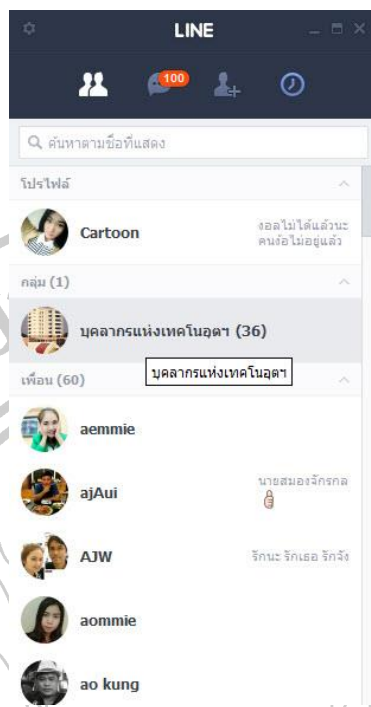 LINE
100
ค้นหาตามชื่อที่แสดง
โปรไฟล์
Cartoon
งอลไม่ได้แล้วนะ
คนง้อไม่อยู่แล้ว
กลุ่ม (1)
บุคลากรแห่งเทคโนอุตฯ (36)
บุคลากรแห่งเทคโนอุตฯ
เพื่อน (60)
aemmie
ajAui
นายสมองจักรกล
AJW
รักนะ รักเธอ รักจัง
aommie
ao kung